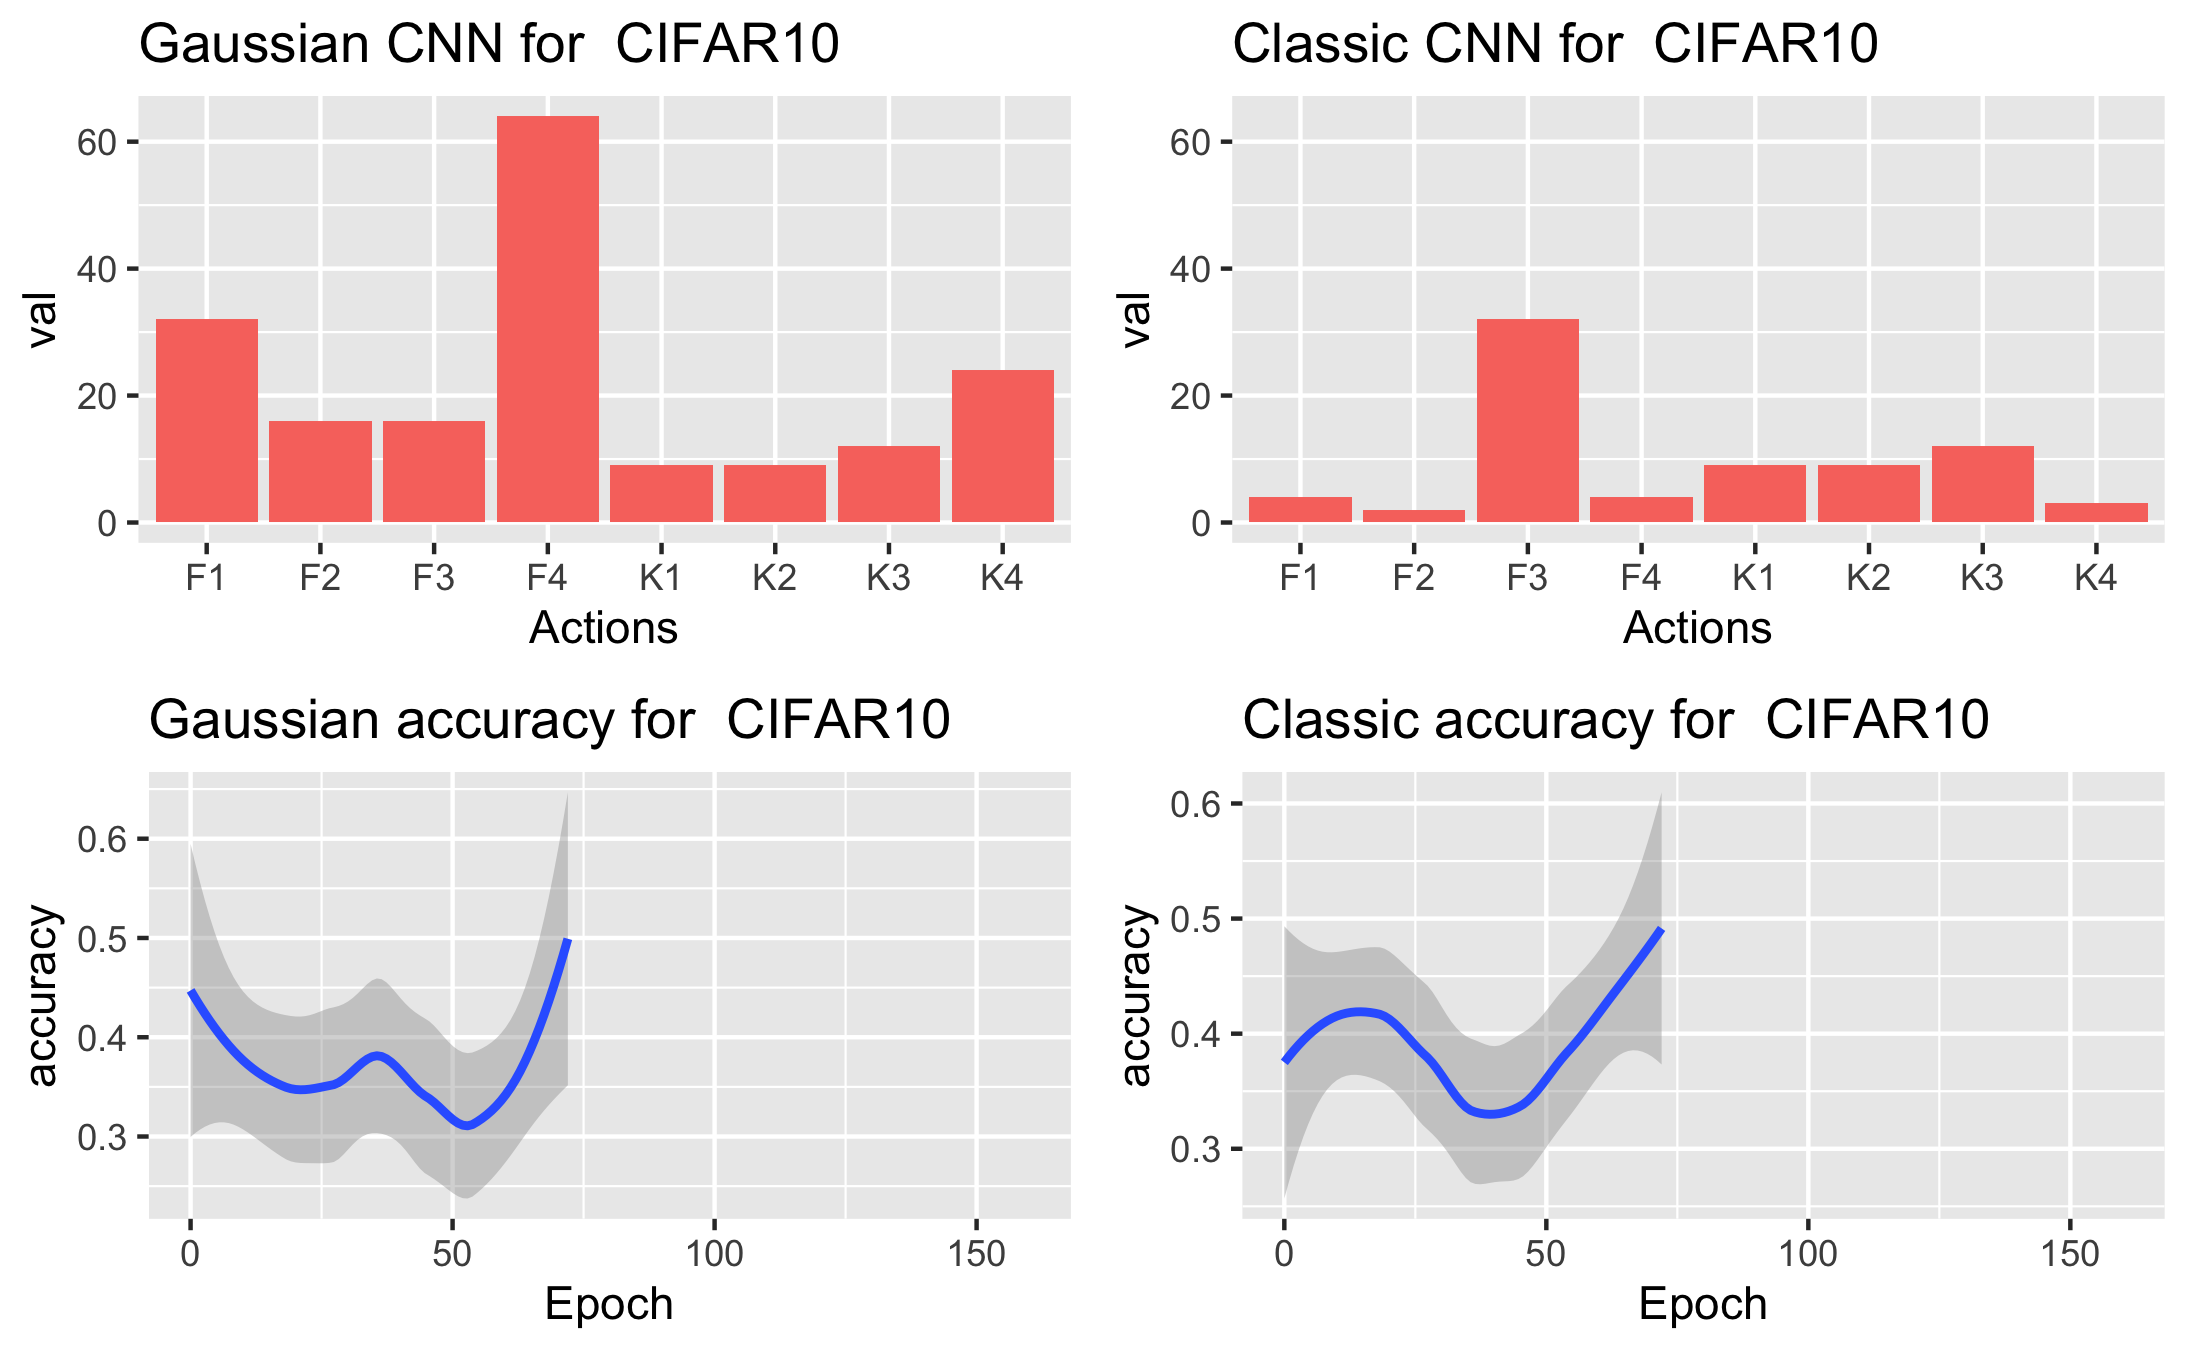 Gaussian CNN for  CIFAR10
60
40
20
0
val
F1 F2 F3 F4 K1 K2 K3 K4
Actions
Classic CNN for  CIFAR10
60
40
20
0
val
F1 F2 F3 F4 K1 K2 K3 K4
Actions
Gaussian accuracy for  CIFAR10
0.6
0.5
0.4
0.3
accuracy
0 50 100 150
Epoch
Classic accuracy for  CIFAR10
0.6
0.5
0.4
0.3
accuracy
0 50 100 150
Epoch